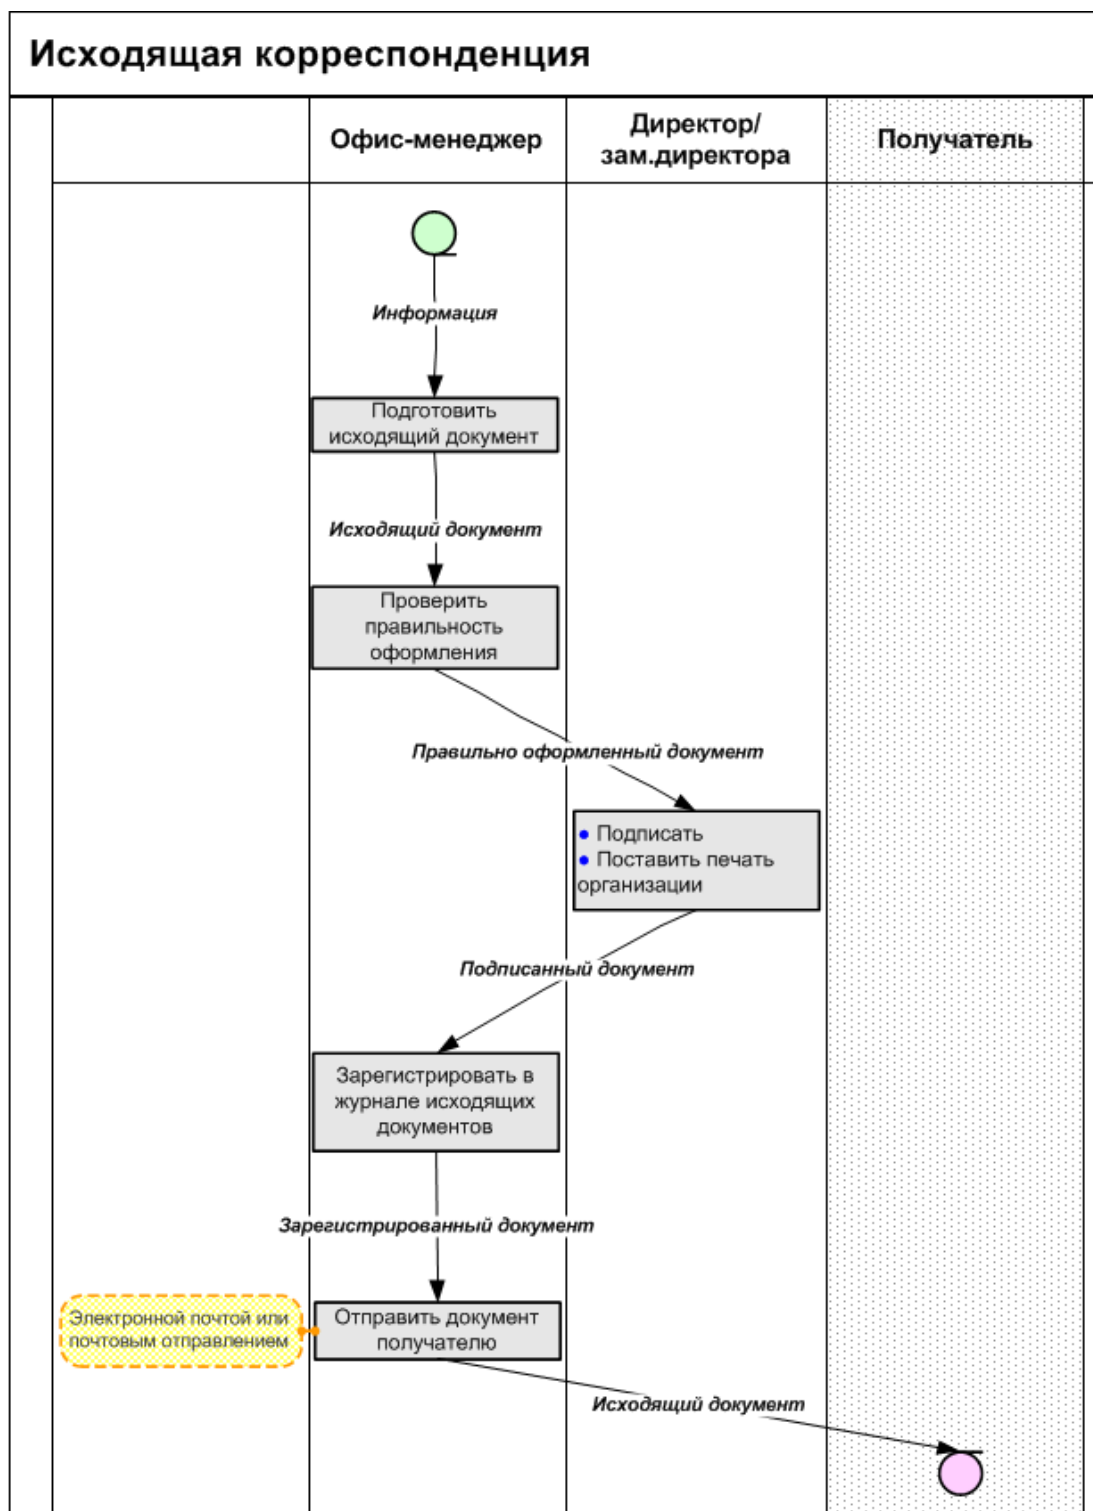 Исходящая корреспонденция
Офис-менеджер
Директор/
зам.директора
Получатель
Информация
Подготовить
исходящий документ
Исходящий документ
Проверить
правильность
оформления
Правильно оформленный документ
• Подписать
• Поставить печать
организации
Подписанный документ
Зарегистрировать в
журнале исходящих
документов
Зарегистрированный документ
Электронной почтой или
почтовым отправлением
Отправить документ
получателю
Исходящий документ